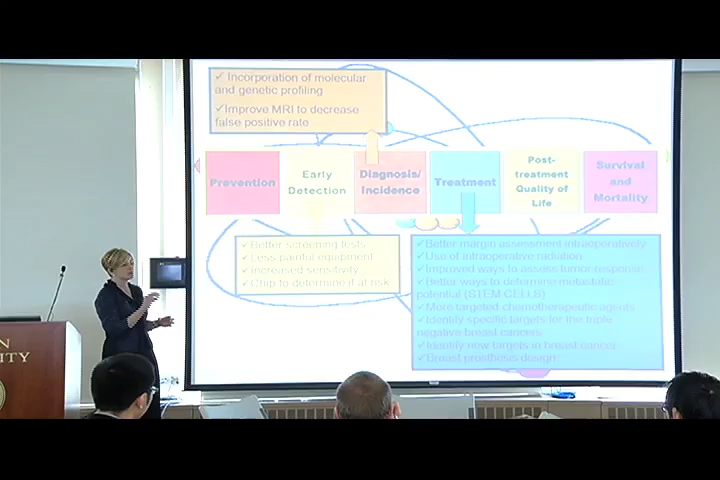 ✓ Incorporation of molecular
and genetic profiling
✓Improve MRI to decrease
false positive rate
Prevention
Early
Detection
Diagnosis/
Incidence
Treatment
Post-
treatment
Quality of
Life
Survival
and
Mortality
✓Better screening tests
✓Less painful equipment
✓Increased sensitivity
✓Chip to determine if at risk
✓Better margin assessment intraoperatively
✓Use of intraoperative radiation
✓Improved ways to assess tumor response
✓Better ways to determine metastatic
potential (STEM CELLS)
✓More targeted chemotherapeutic agents
✓Identify specific targets for the triple
negative breast cancers
✓Identify new targets in breast cancer
✓Breast prosthesis design
N
SITY